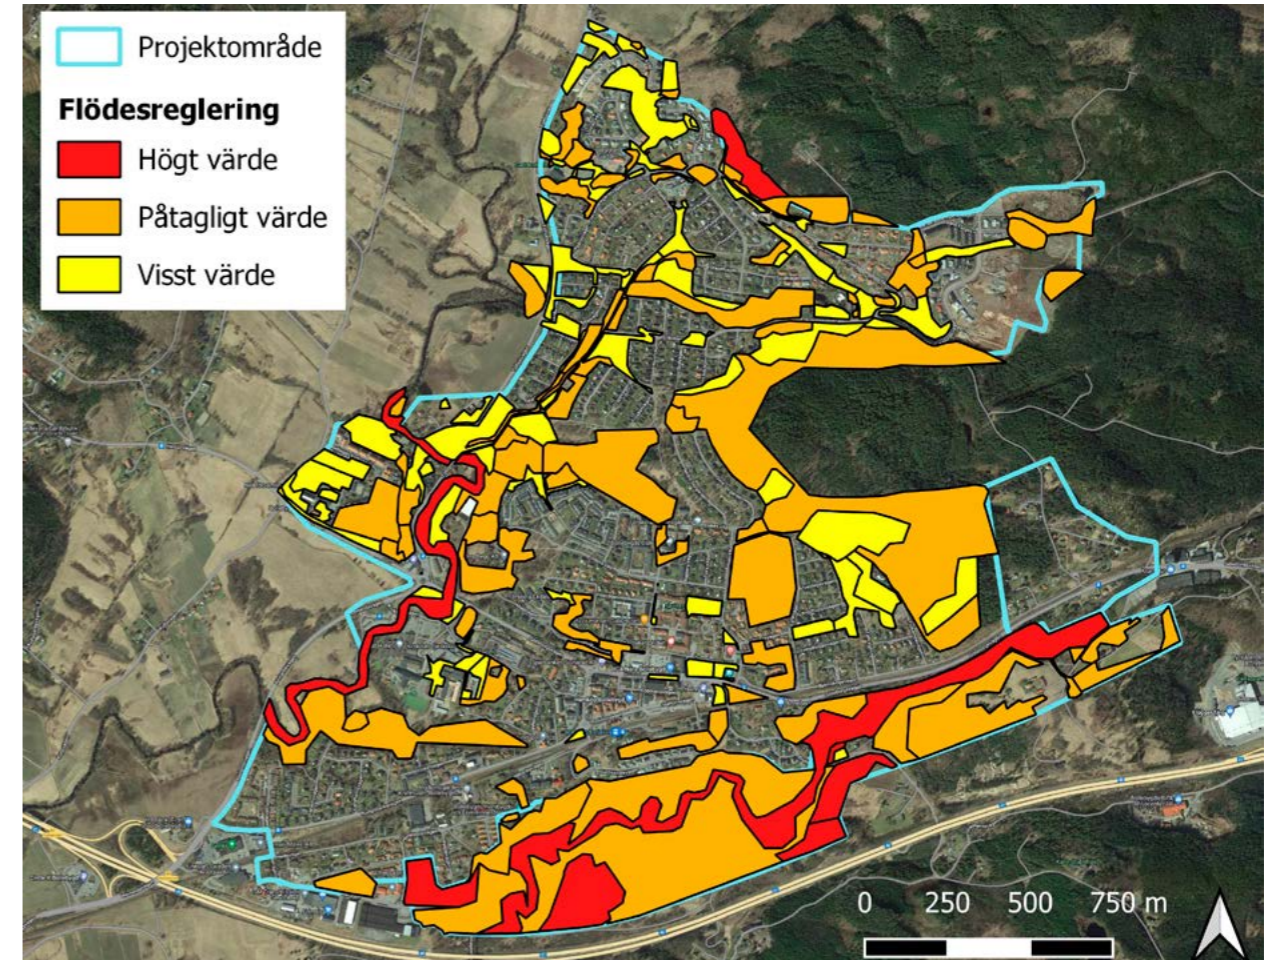 Projektområde
Flödesreglering
Högt värde
Påtagligt värde
Visst värde
0 250 500 750 m